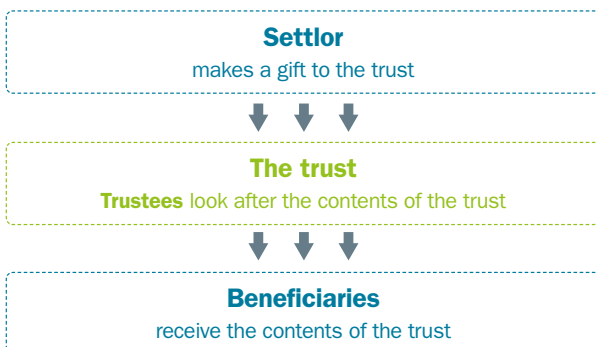 Settlor
makes a gift to the trust
The trust
Trustees look after the contents of the trust
Beneficiaries
receive the contents of the trust